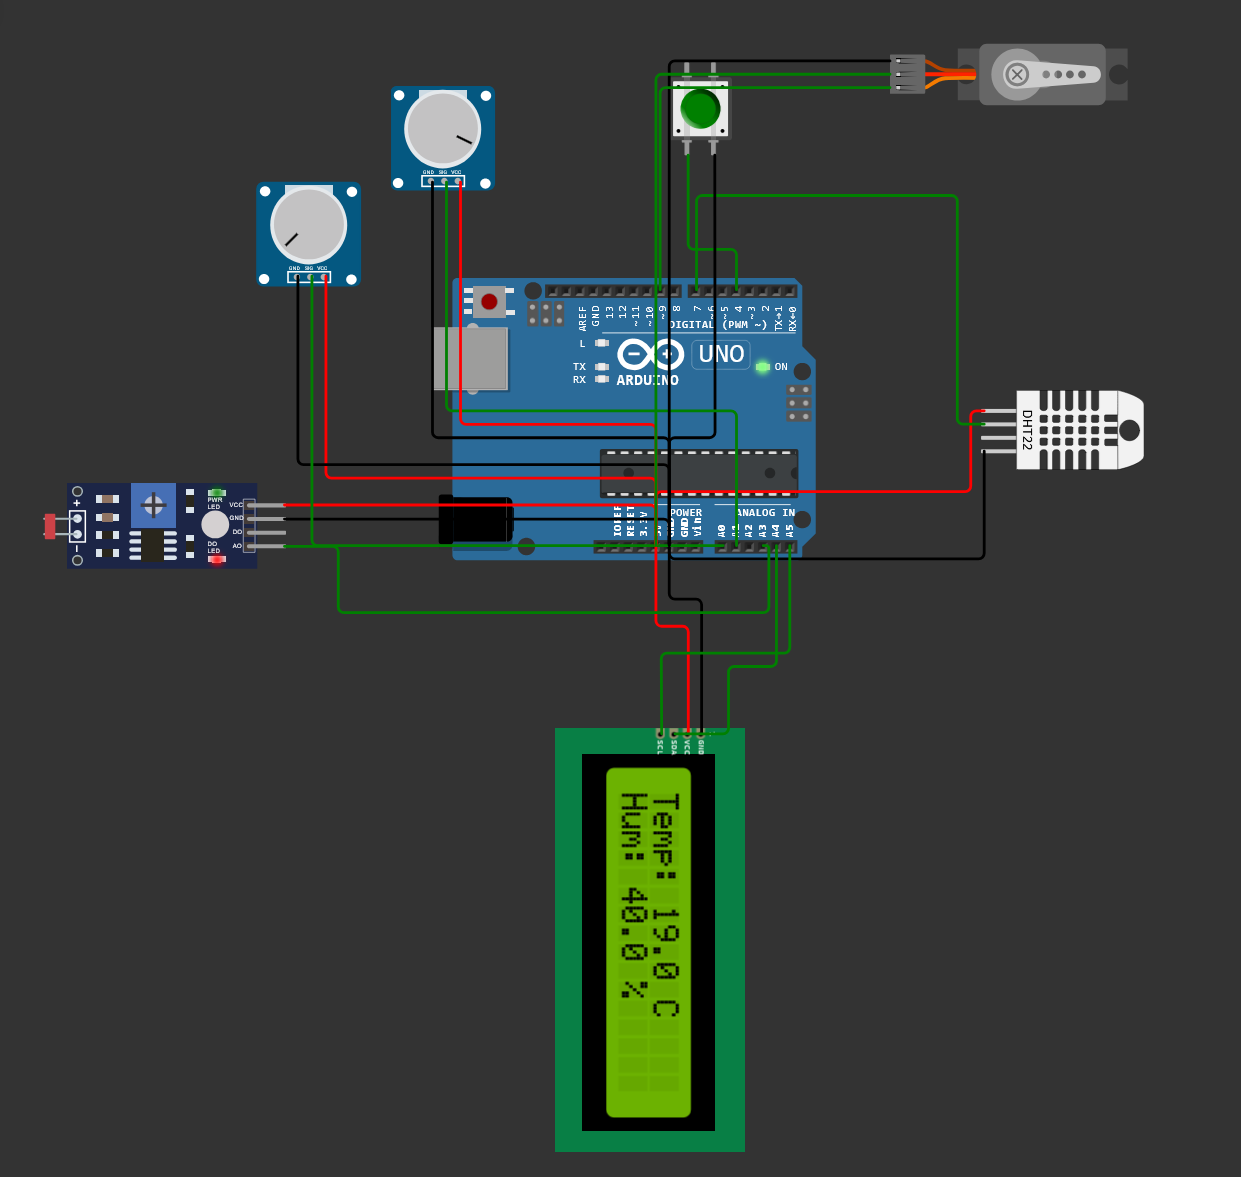 GND SIG VCC
GND SIG VCC
AREF
GND
13
12
~11
~10
~9
8
7
~6
~5
4
~3
2
TX→1
RX←0
DIGITAL (PWM ~)
L
TX
RX
UNO
ON
ARDUINO
DHT22
PWR
LED
VCC
GND
DO
AO
DO
LED
+
−
IOREF
RESET
3.3V
5V
GND
GND
Vin
POWER
ANALOG IN
A0
A1
A2
A3
A4
A5
SCL
SDA
VCC
GND
Temp: 19.0 C
Hum: 40.0 %